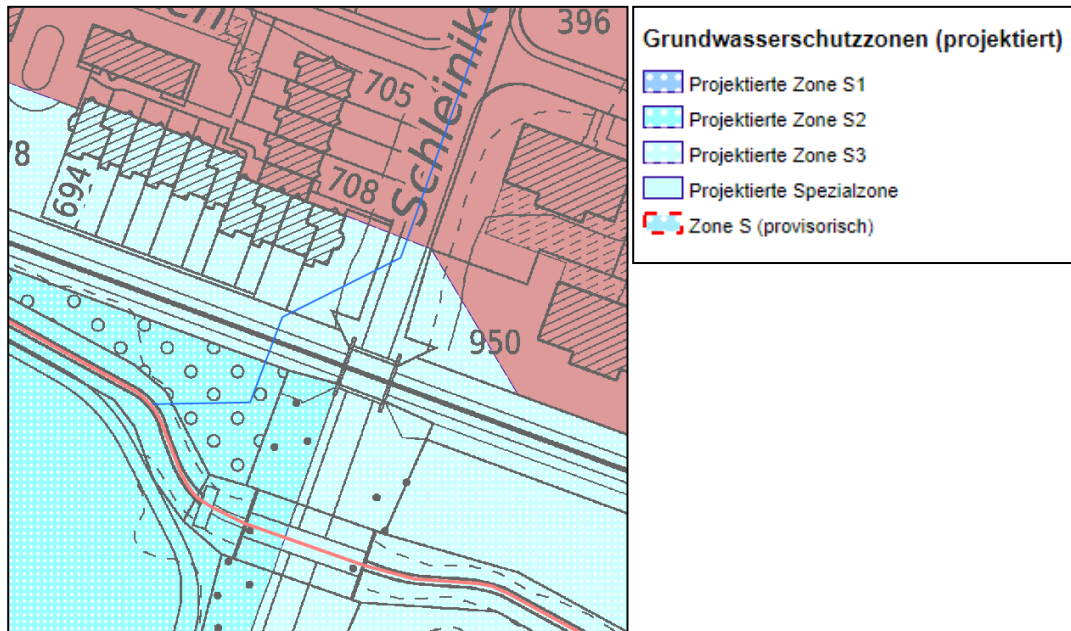 396
705
Schleinik
708
78
694
950
Grundwasserschutzzonen (projektiert)
Projektierte Zone S1
Projektierte Zone S2
Projektierte Zone S3
Projektierte Spezialzone
Zone S (provisorisch)